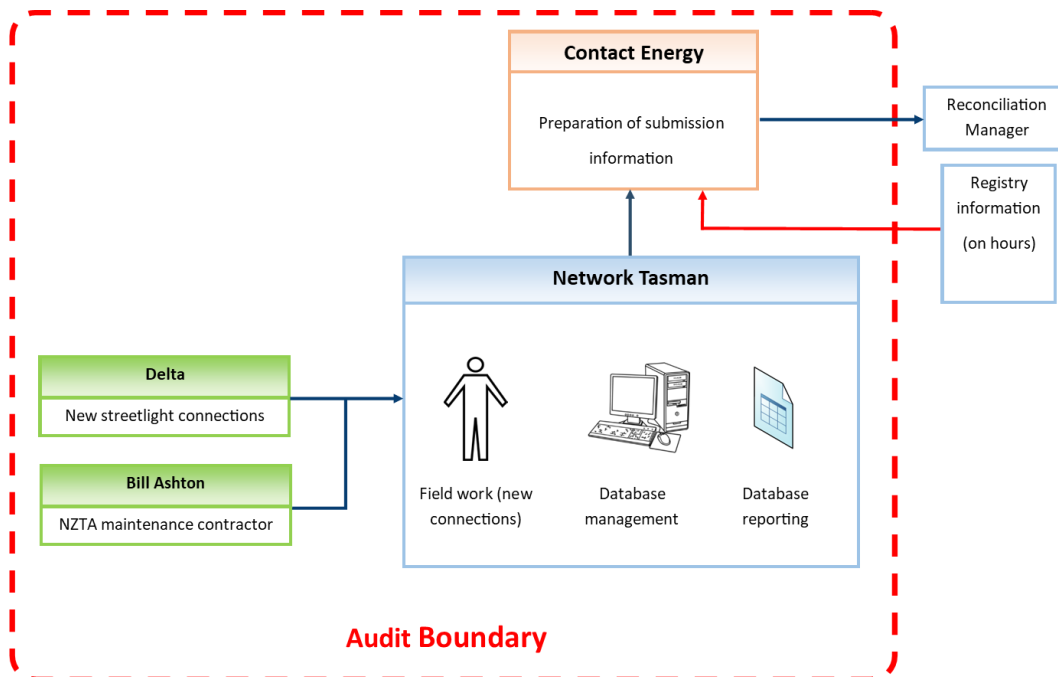 Contact Energy
Preparation of submission
information
Reconciliation
Manager
Registry
information
(on hours)
Network Tasman
Delta
New streetlight connections
Bill Ashton
NZTA maintenance contractor
Field work (new
connections)
Database
management
Database
reporting
Audit Boundary